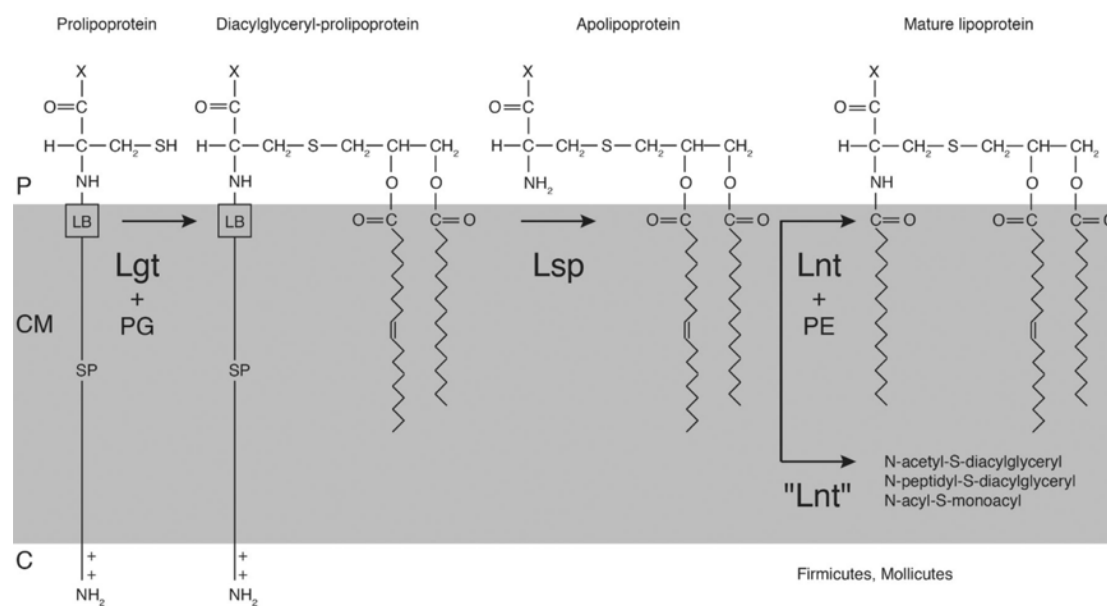 Prolipoprotein
Diacylglyceryl-prolipoprotein
Apolipoprotein
Mature lipoprotein
X
X
X
X
O=C
O=C
O=C
O=C
H—C—CH2—SH
H—C—CH2—S—CH2—CH—CH2
H—C—CH2—S—CH2—CH—CH2
H—C—CH2—S—CH2—CH—CH2
P
NH
NH
O
O
NH2
O
O
NH
O
O
LB
LB
O=C
C=O
O=C
C=O
C=O
O=C
C=O
Lgt
+
PG
Lsp
Lnt
+
PE
CM
SP
SP
"Lnt"
N-acetyl-S-diacylglyceryl
N-peptidyl-S-diacylglyceryl
N-acyl-S-monoacyl
C
+
+
NH2
+
+
NH2
Firmicutes, Mollicutes